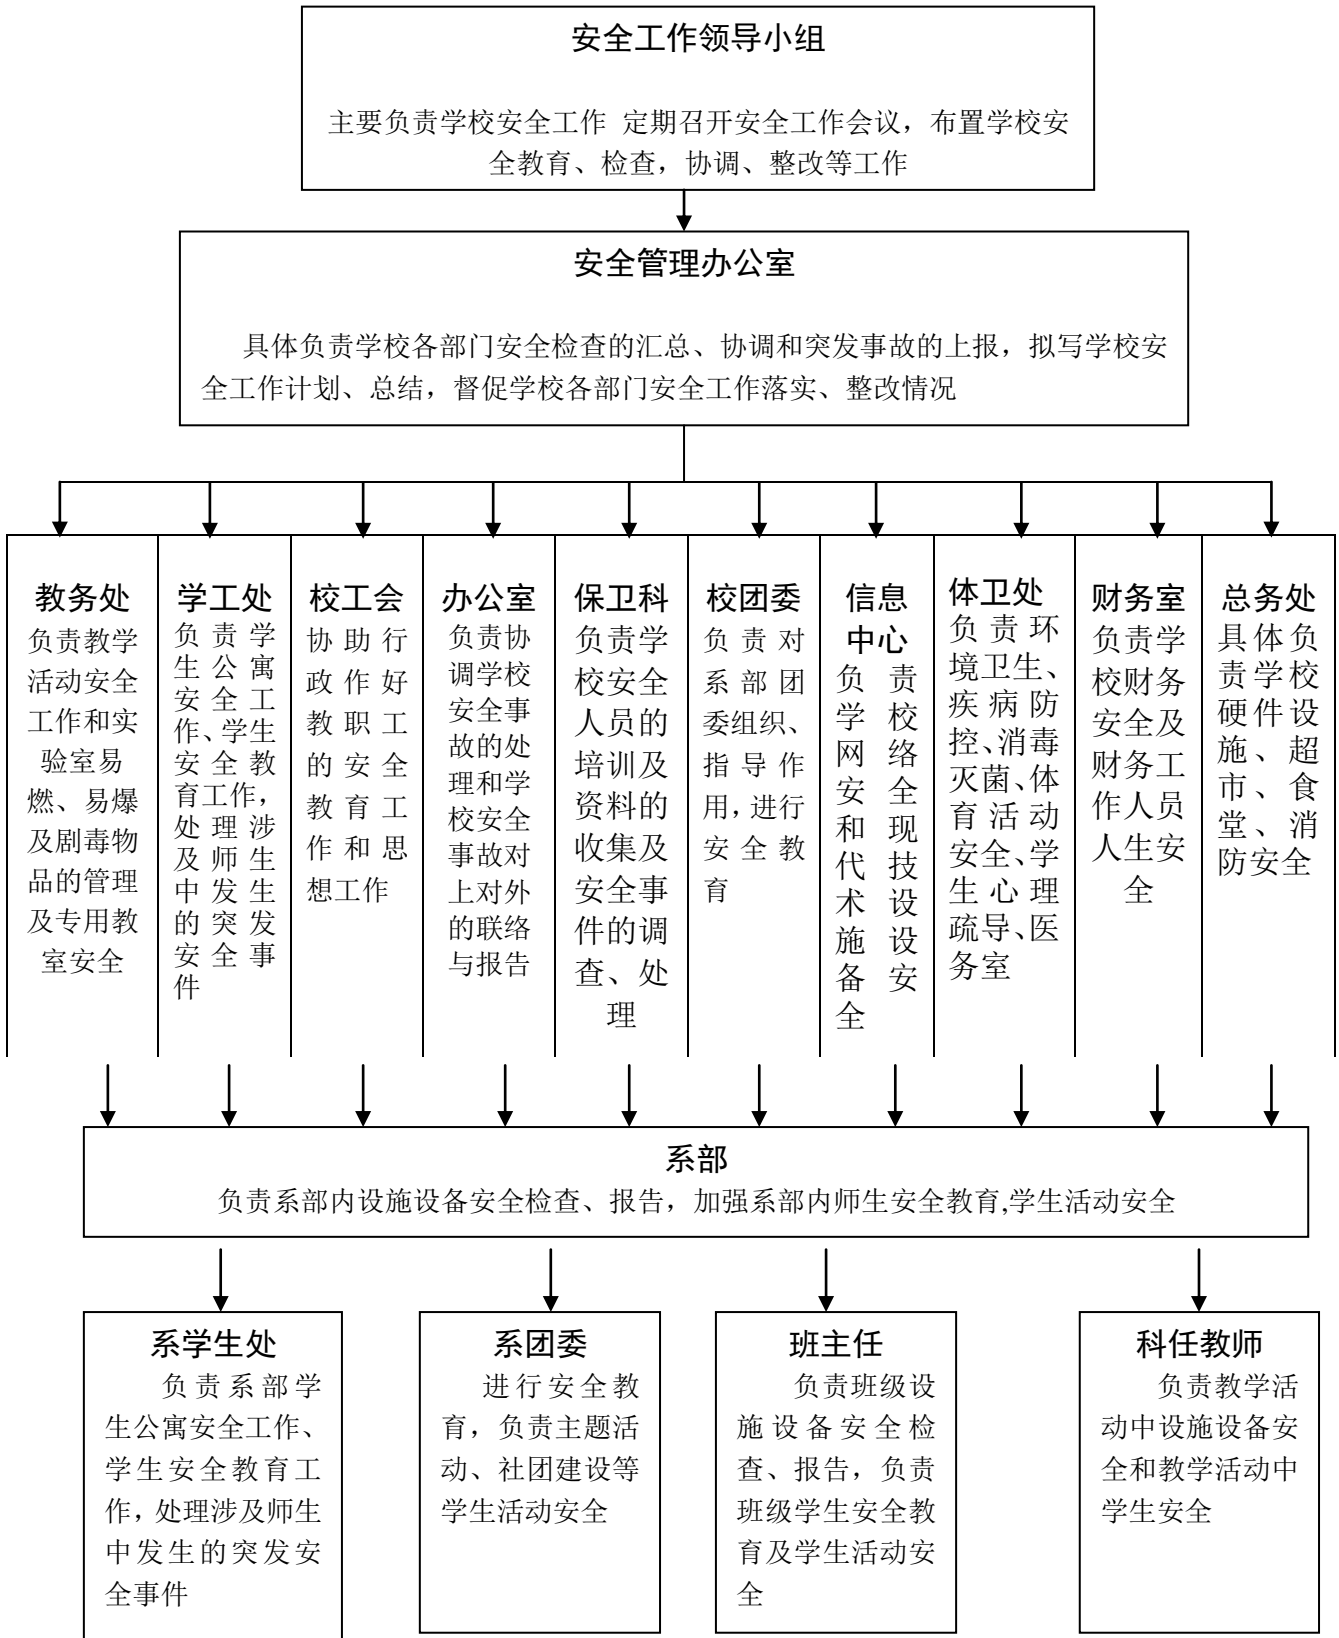 安全工作领导小组
主要负责学校安全工作 定期召开安全工作会议，布置学校安
全教育、检查，协调、整改等工作
安全管理办公室
具体负责学校各部门安全检查的汇总、协调和突发事故的上报，拟写学校安
全工作计划、总结，督促学校各部门安全工作落实、整改情况
教务处
负责教学
活动安全
工作和实
验室易
燃、易爆
及剧毒物
品的管理
及专用教
室安全
学工处
负责学
生公寓
安全工
作、学生
安全教
育工作，
处理涉
及师生
中发生
的突发
安全事
件
校工会
协助行
政作好
教职工
的安全
教育工
作和思
想工作
办公室
负责协
调学校
安全事
故的处
理和学
校安全
事故对
上对外
的联络
与报告
保卫科
负责学
校安全
人员的
培训及
资料的
收集及
安全事
件的调
查、处
理
校团委
负责对
系部团
委组织、
指导作
用，进行
安全教
育
信息
中心
负责
学校
网络
安全
和现
代技
术设
施设
备安
全
体卫处
负责环
境卫生、
疾病防
控、消毒
灭菌、体
育活动
安全、学
生心理
疏导、医
务室
财务室
负责学
校财务
安全及
财务工
作人员
人生安
全
总务处
具体负
责学校
硬件设
施、超
市、食
堂、消
防安全
系部
负责系部内设施设备安全检查、报告，加强系部内师生安全教育,学生活动安全
系学生处
负责系部学
生公寓安全工作、
学生安全教育工
作，处理涉及师生
中发生的突发安
全事件
系团委
进行安全教
育，负责主题活
动、社团建设等
学生活动安全
班主任
负责班级设
施设备安全检
查、报告，负责
班级学生安全教
育及学生活动安
全
科任教师
负责教学活
动中设施设备安
全和教学活动中
学生安全